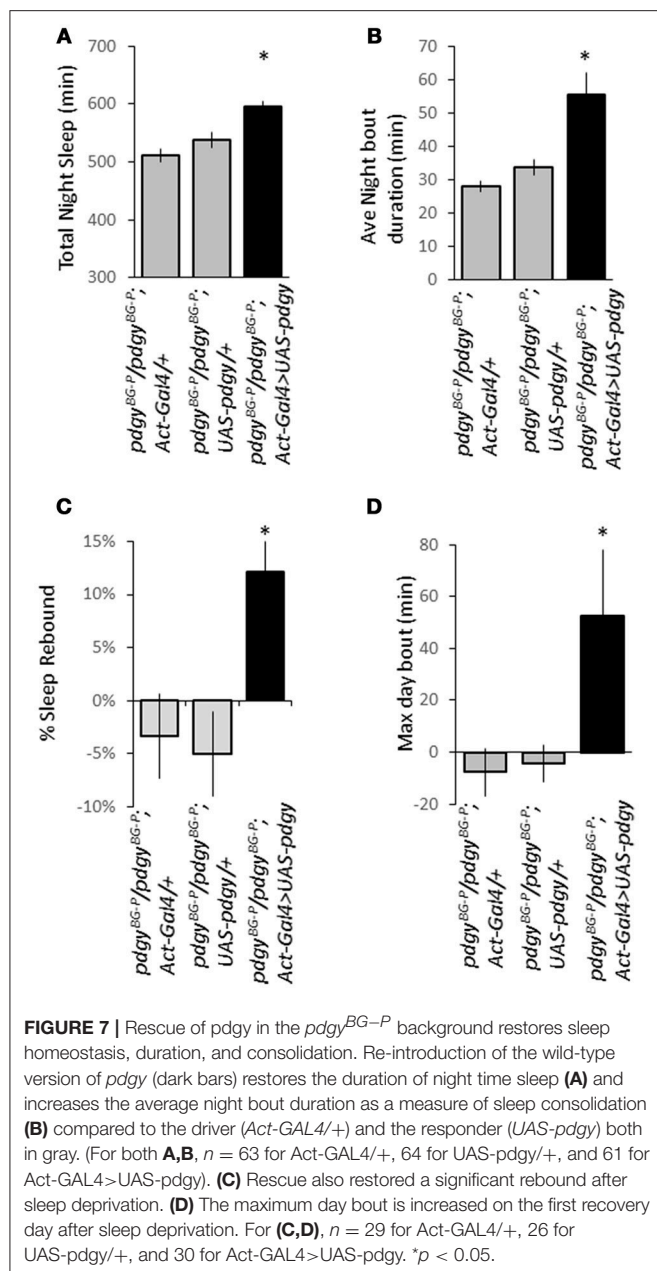 A
B
Total Night Sleep (min)
700
600
500
400
300
*
pdgy^BG-P/pdgy^BG-P;
Act-Gal4/+
pdgy^BG-P/pdgy^BG-P;
UAS-pdgy/+
pdgy^BG-P/pdgy^BG-P;
Act-Gal4>UAS-pdgy
Ave Night bout
duration (min)
70
60
50
40
30
20
10
0
*
pdgy^BG-P/pdgy^BG-P;
Act-Gal4/+
pdgy^BG-P/pdgy^BG-P;
UAS-pdgy/+
pdgy^BG-P/pdgy^BG-P;
Act-Gal4>UAS-pdgy
C
D
% Sleep Rebound
15%
10%
5%
0%
-5%
-10%
*
pdgy^BG-P/pdgy^BG-P;
Act-Gal4/+
pdgy^BG-P/pdgy^BG-P;
UAS-pdgy/+
pdgy^BG-P/pdgy^BG-P;
Act-Gal4>UAS-pdgy
Max day bout (min)
80
60
40
20
0
-20
*
pdgy^BG-P/pdgy^BG-P;
Act-Gal4/+
pdgy^BG-P/pdgy^BG-P;
UAS-pdgy/+
pdgy^BG-P/pdgy^BG-P;
Act-Gal4>UAS-pdgy
FIGURE 7 | Rescue of pdgy in the pdgy^BG–P background restores sleep
homeostasis, duration, and consolidation. Re-introduction of the wild-type
version of pdgy (dark bars) restores the duration of night time sleep (A) and
increases the average night bout duration as a measure of sleep consolidation
(B) compared to the driver (Act-GAL4/+) and the responder (UAS-pdgy) both
in gray. (For both A,B, n = 63 for Act-GAL4/+, 64 for UAS-pdgy/+, and 61 for
Act-GAL4>UAS-pdgy). (C) Rescue also restored a significant rebound after
sleep deprivation. (D) The maximum day bout is increased on the first recovery
day after sleep deprivation. For (C,D), n = 29 for Act-GAL4/+, 26 for
UAS-pdgy/+, and 30 for Act-GAL4>UAS-pdgy. *p < 0.05.